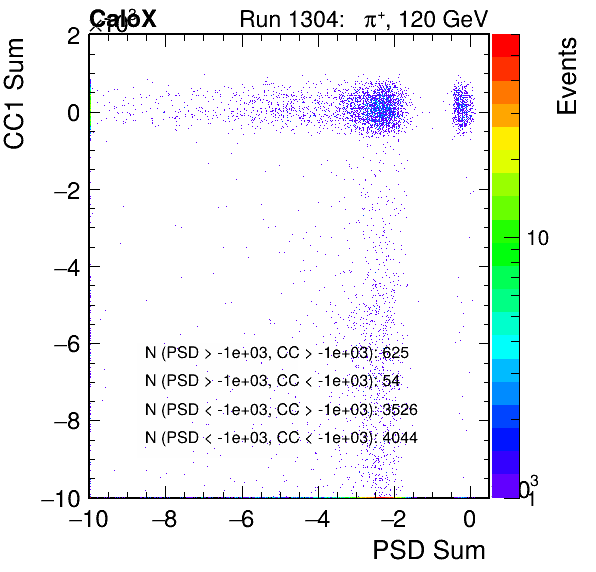 CaloX
×10³
Run 1304: π⁺, 120 GeV
CC1 Sum
2
0
−2
−4
−6
−8
−10
N (PSD > -1e+03, CC > -1e+03): 625
N (PSD > -1e+03, CC < -1e+03): 54
N (PSD < -1e+03, CC > -1e+03): 3526
N (PSD < -1e+03, CC < -1e+03): 4044
−10
−8
−6
−4
−2
0
PSD Sum
Events
10
1